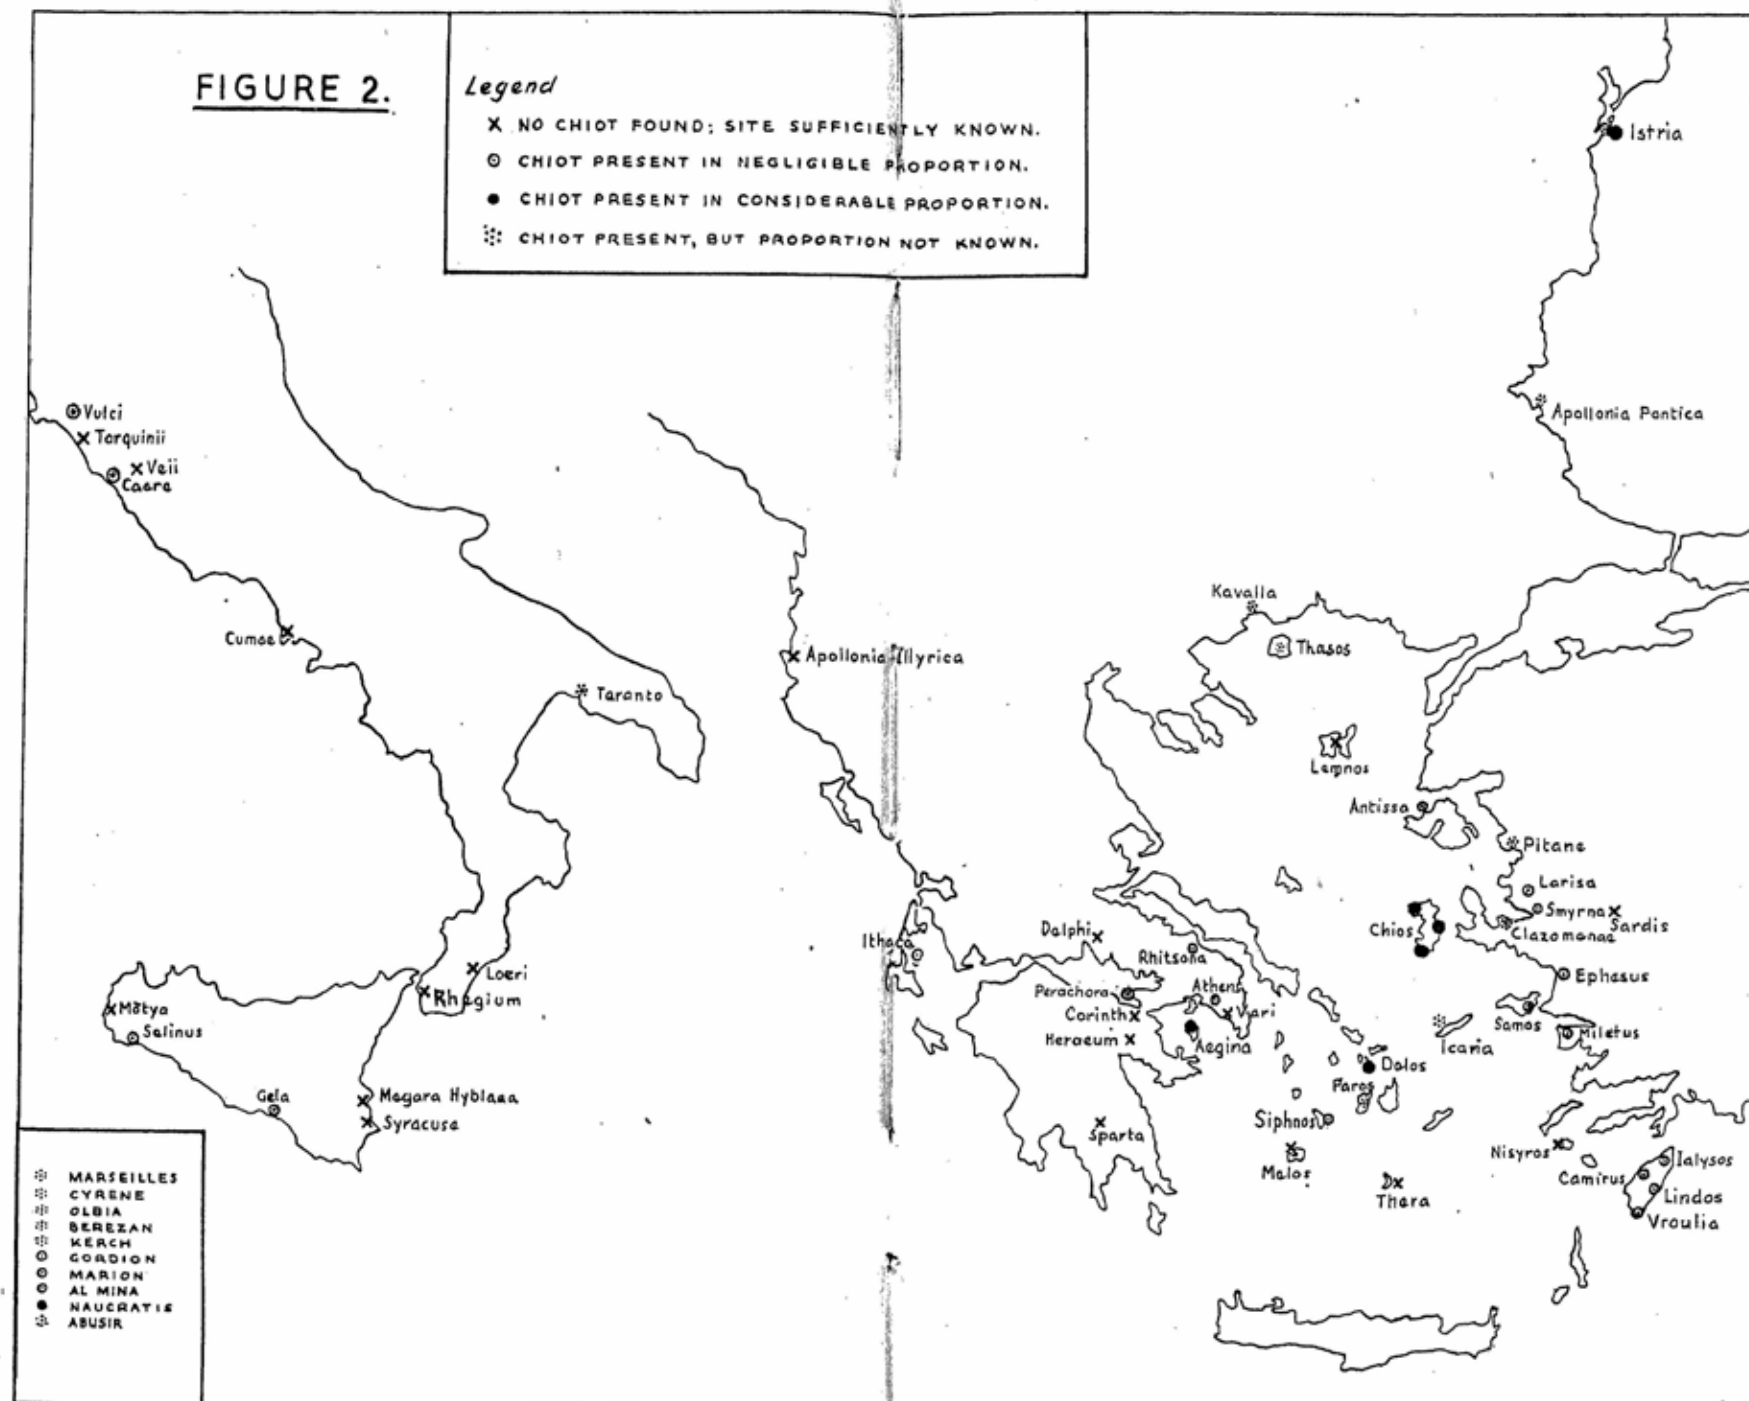 FIGURE 2.
Legend
X NO CHIOT FOUND; SITE SUFFICIENTLY KNOWN.
CHIOT PRESENT IN NEGLIGIBLE PROPORTION.
CHIOT PRESENT IN CONSIDERABLE PROPORTION.
CHIOT PRESENT, BUT PROPORTION NOT KNOWN.
Istria
Vulci
Apollonia Pontica
Tarquinii
Veii
Caere
Kavalla
Cumae
Thasos
Apollonia Illyrica
Taranto
Lemnos
Antissa
Pitane
Larisa
Smyrna
Sardis
Chios
Clazomenae
Delphi
Ithaca
Rhitsona
Locri
Ephesus
Rhegium
Perachora
Athens
Motya
Corinth
Vari
Samos
Selinus
Heraeum
Aegina
Icaria
Miletus
Delos
Paros
Gela
Megara Hyblaea
Siphnos
Syracuse
Sparta
Nisyros
Melos
Ialysos
Camirus
Thera
Lindos
Vroulia
MARSEILLES
CYRENE
OLBIA
BEREZAN
KERCH
GORDION
MARION
AL MINA
NAUCRATIS
ABUSIR